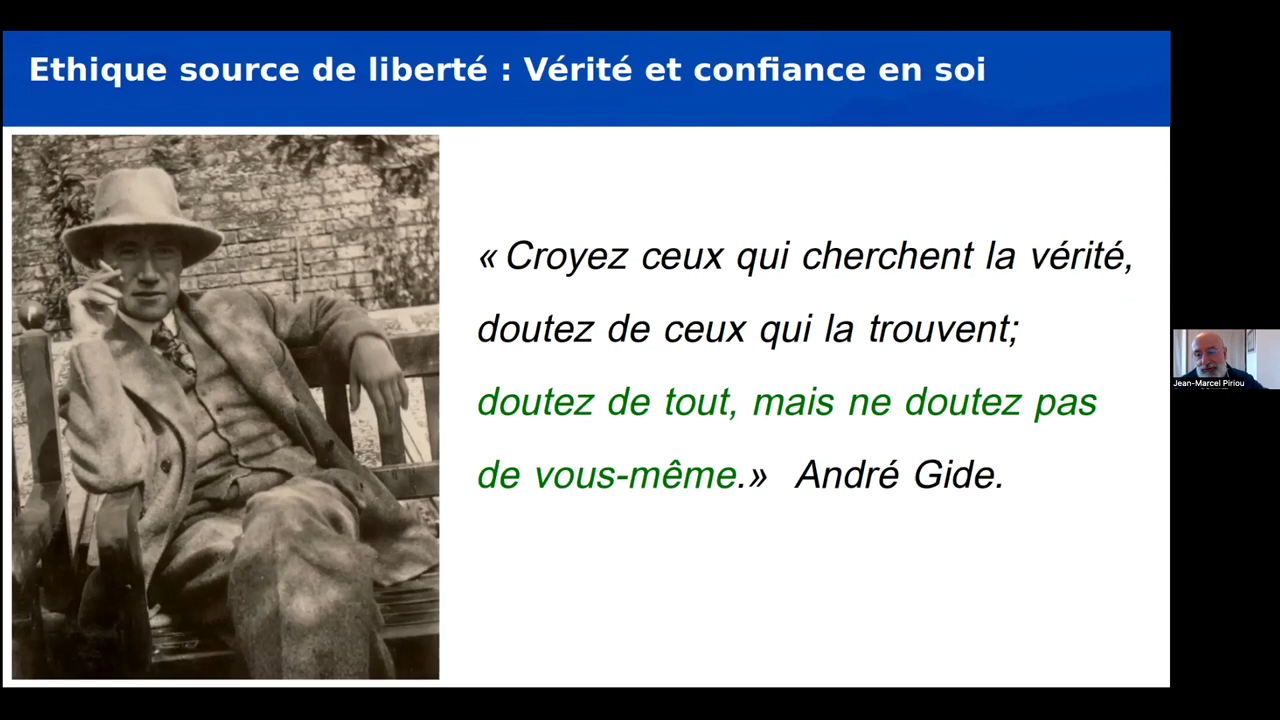 Ethique source de liberté : Vérité et confiance en soi
« Croyez ceux qui cherchent la vérité,
doutez de ceux qui la trouvent;
doutez de tout, mais ne doutez pas
de vous-même.» André Gide.
Jean-Marcel Piriou